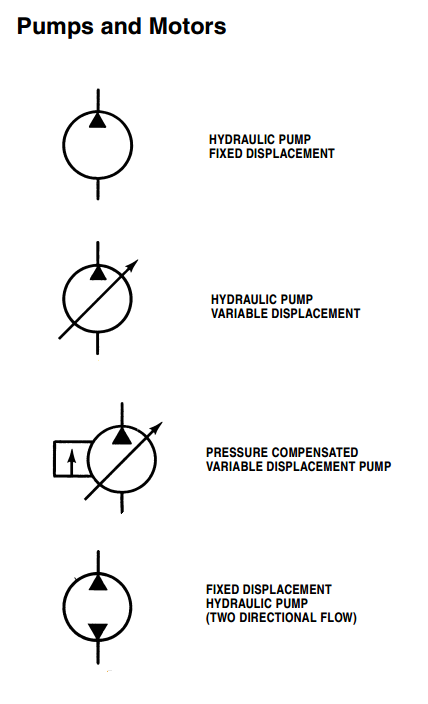 Pumps and Motors
HYDRAULIC PUMP
FIXED DISPLACEMENT
HYDRAULIC PUMP
VARIABLE DISPLACEMENT
PRESSURE COMPENSATED
VARIABLE DISPLACEMENT PUMP
FIXED DISPLACEMENT
HYDRAULIC PUMP
(TWO DIRECTIONAL FLOW)